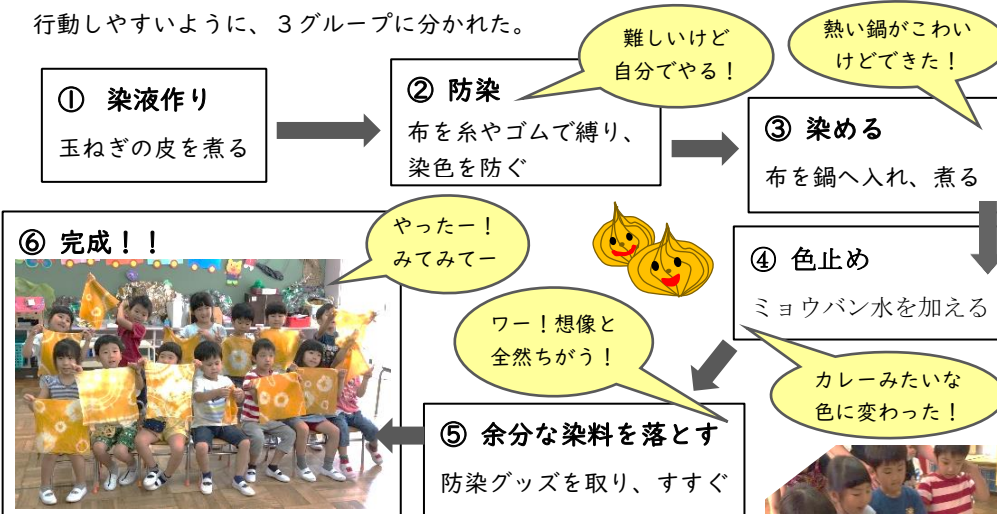 行動しやすいように、３グループに分かれた。
① 染液作り
玉ねぎの皮を煮る
② 防染
布を糸やゴムで縛り、
染色を防ぐ
難しいけど
自分でやる！
③ 染める
布を鍋へ入れ、煮る
熱い鍋がこわい
けどできた！
④ 色止め
ミョウバン水を加える
カレーみたいな
色に変わった！
⑤ 余分な染料を落とす
防染グッズを取り、すすぐ
ワー！想像と
全然ちがう！
⑥ 完成！！
やったー！
みてみてー